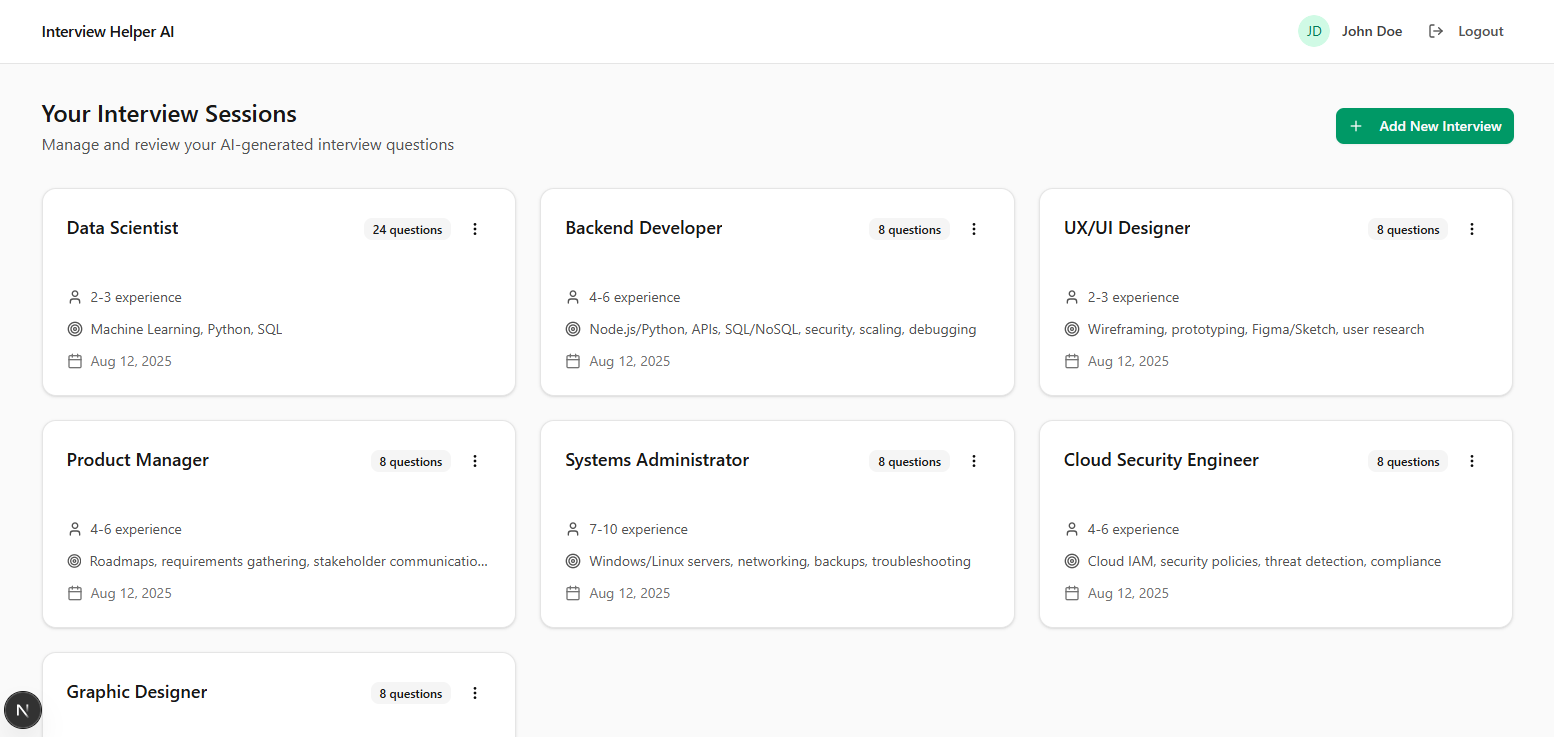 Interview Helper AI
JD John Doe Logout
Your Interview Sessions
Manage and review your AI-generated interview questions
+ Add New Interview
Data Scientist 24 questions
2-3 experience
Machine Learning, Python, SQL
Aug 12, 2025
Backend Developer 8 questions
4-6 experience
Node.js/Python, APIs, SQL/NoSQL, security, scaling, debugging
Aug 12, 2025
UX/UI Designer 8 questions
2-3 experience
Wireframing, prototyping, Figma/Sketch, user research
Aug 12, 2025
Product Manager 8 questions
4-6 experience
Roadmaps, requirements gathering, stakeholder communicatio...
Aug 12, 2025
Systems Administrator 8 questions
7-10 experience
Windows/Linux servers, networking, backups, troubleshooting
Aug 12, 2025
Cloud Security Engineer 8 questions
4-6 experience
Cloud IAM, security policies, threat detection, compliance
Aug 12, 2025
Graphic Designer 8 questions
N